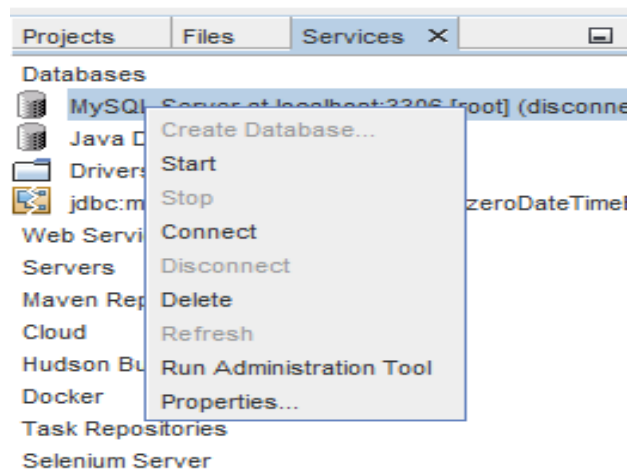 Projects Files Services
Databases
MySQL Server at localhost:3306 [root] (disconne
Create Database...
Java D
Start
Drivers
Stop
jdbc:m zeroDateTimeB
Connect
Web Servi
Disconnect
Servers
Delete
Maven Rep
Refresh
Cloud
Run Administration Tool
Hudson Bu
Properties...
Docker
Task Repositories
Selenium Server